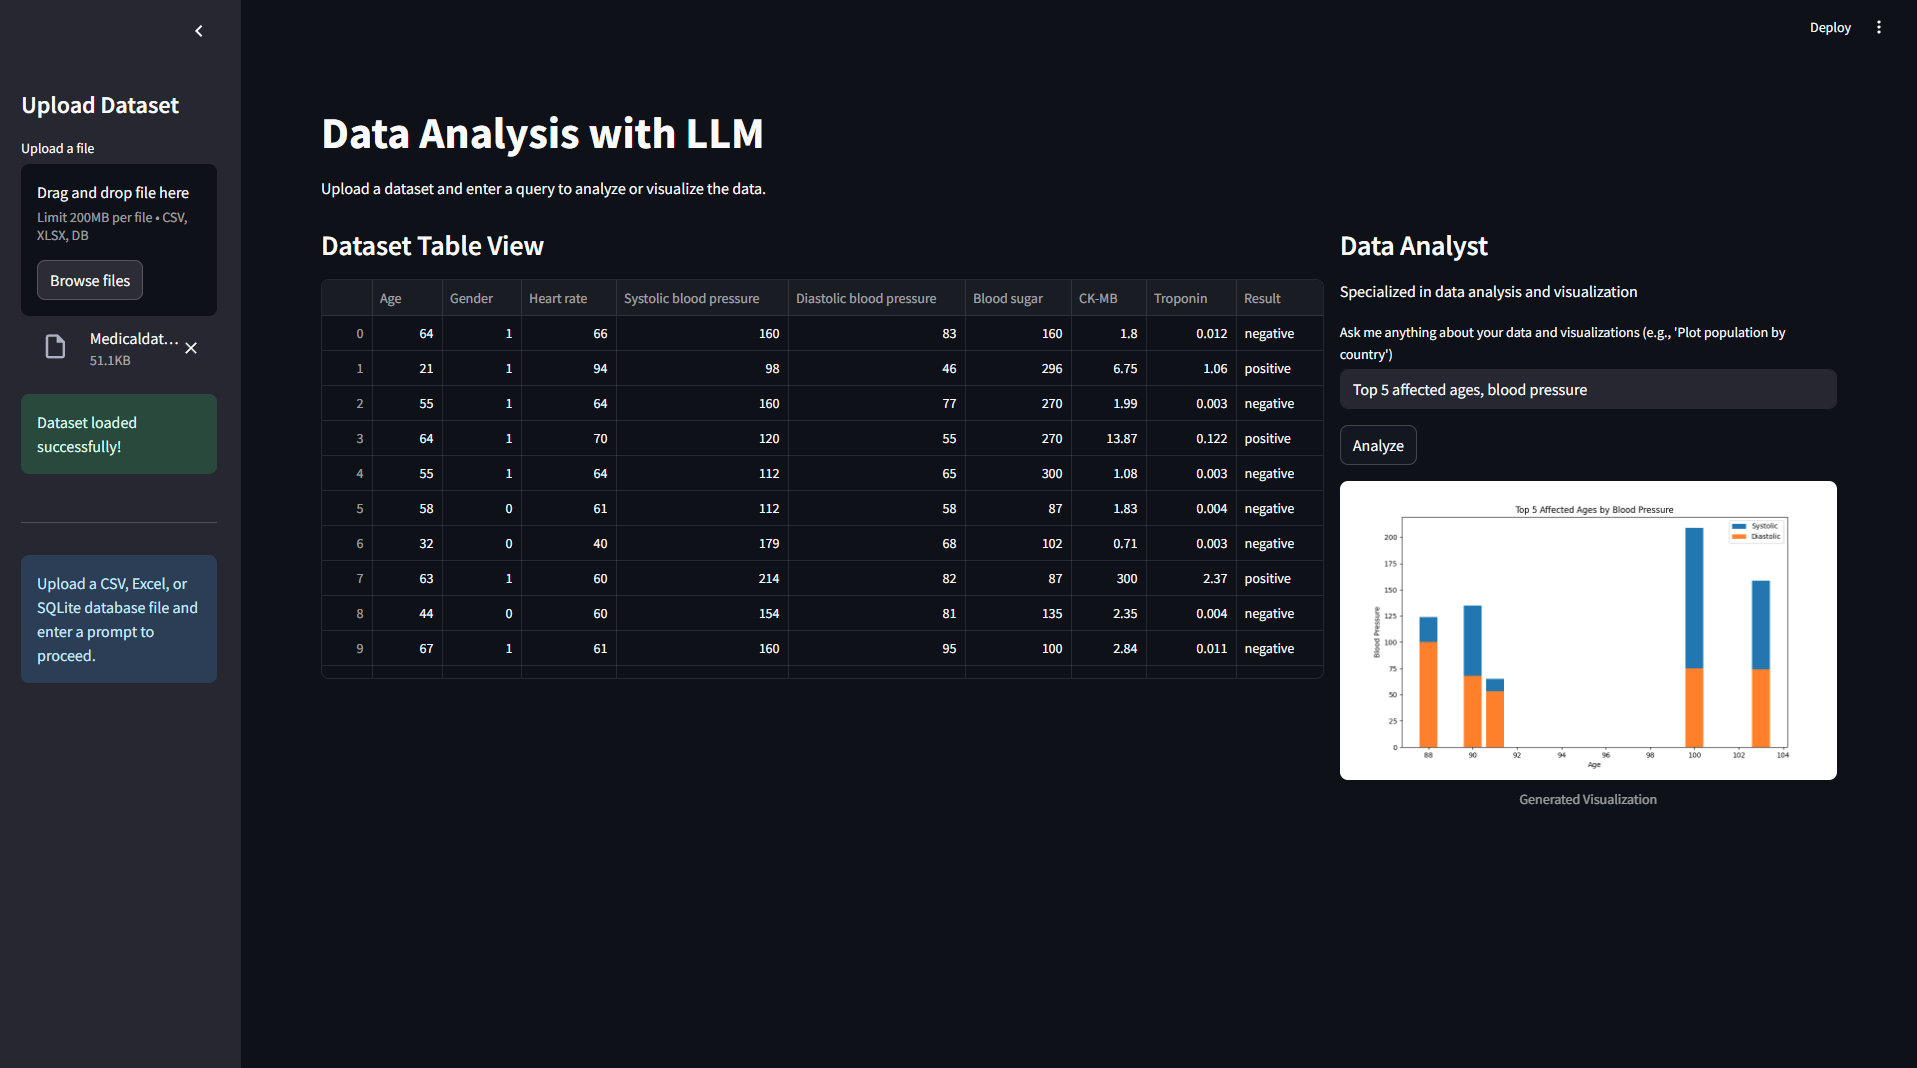 Deploy
Upload Dataset
Upload a file
Drag and drop file here
Limit 200MB per file • CSV,
XLSX, DB
Browse files
Medicaldat...
51.1KB
Dataset loaded
successfully!
Upload a CSV, Excel, or
SQLite database file and
enter a prompt to
proceed.
Data Analysis with LLM
Upload a dataset and enter a query to analyze or visualize the data.
Dataset Table View
Age Gender Heart rate Systolic blood pressure Diastolic blood pressure Blood sugar CK-MB Troponin Result
0 64 1 66 160 83 160 1.8 0.012 negative
1 21 1 94 98 46 296 6.75 1.06 positive
2 55 1 64 160 77 270 1.99 0.003 negative
3 64 1 70 120 55 270 13.87 0.122 positive
4 55 1 64 112 65 300 1.08 0.003 negative
5 58 0 61 112 58 87 1.83 0.004 negative
6 32 0 40 179 68 102 0.71 0.003 negative
7 63 1 60 214 82 87 300 2.37 positive
8 44 0 60 154 81 135 2.35 0.004 negative
9 67 1 61 160 95 100 2.84 0.011 negative
Data Analyst
Specialized in data analysis and visualization
Ask me anything about your data and visualizations (e.g., 'Plot population by
country')
Top 5 affected ages, blood pressure
Analyze
Top 5 Affected Ages by Blood Pressure
Systolic
Diastolic
Blood Pressure
200
175
150
125
100
75
50
25
0
88 90 92 94 96 98 100 102 104
Age
Generated Visualization